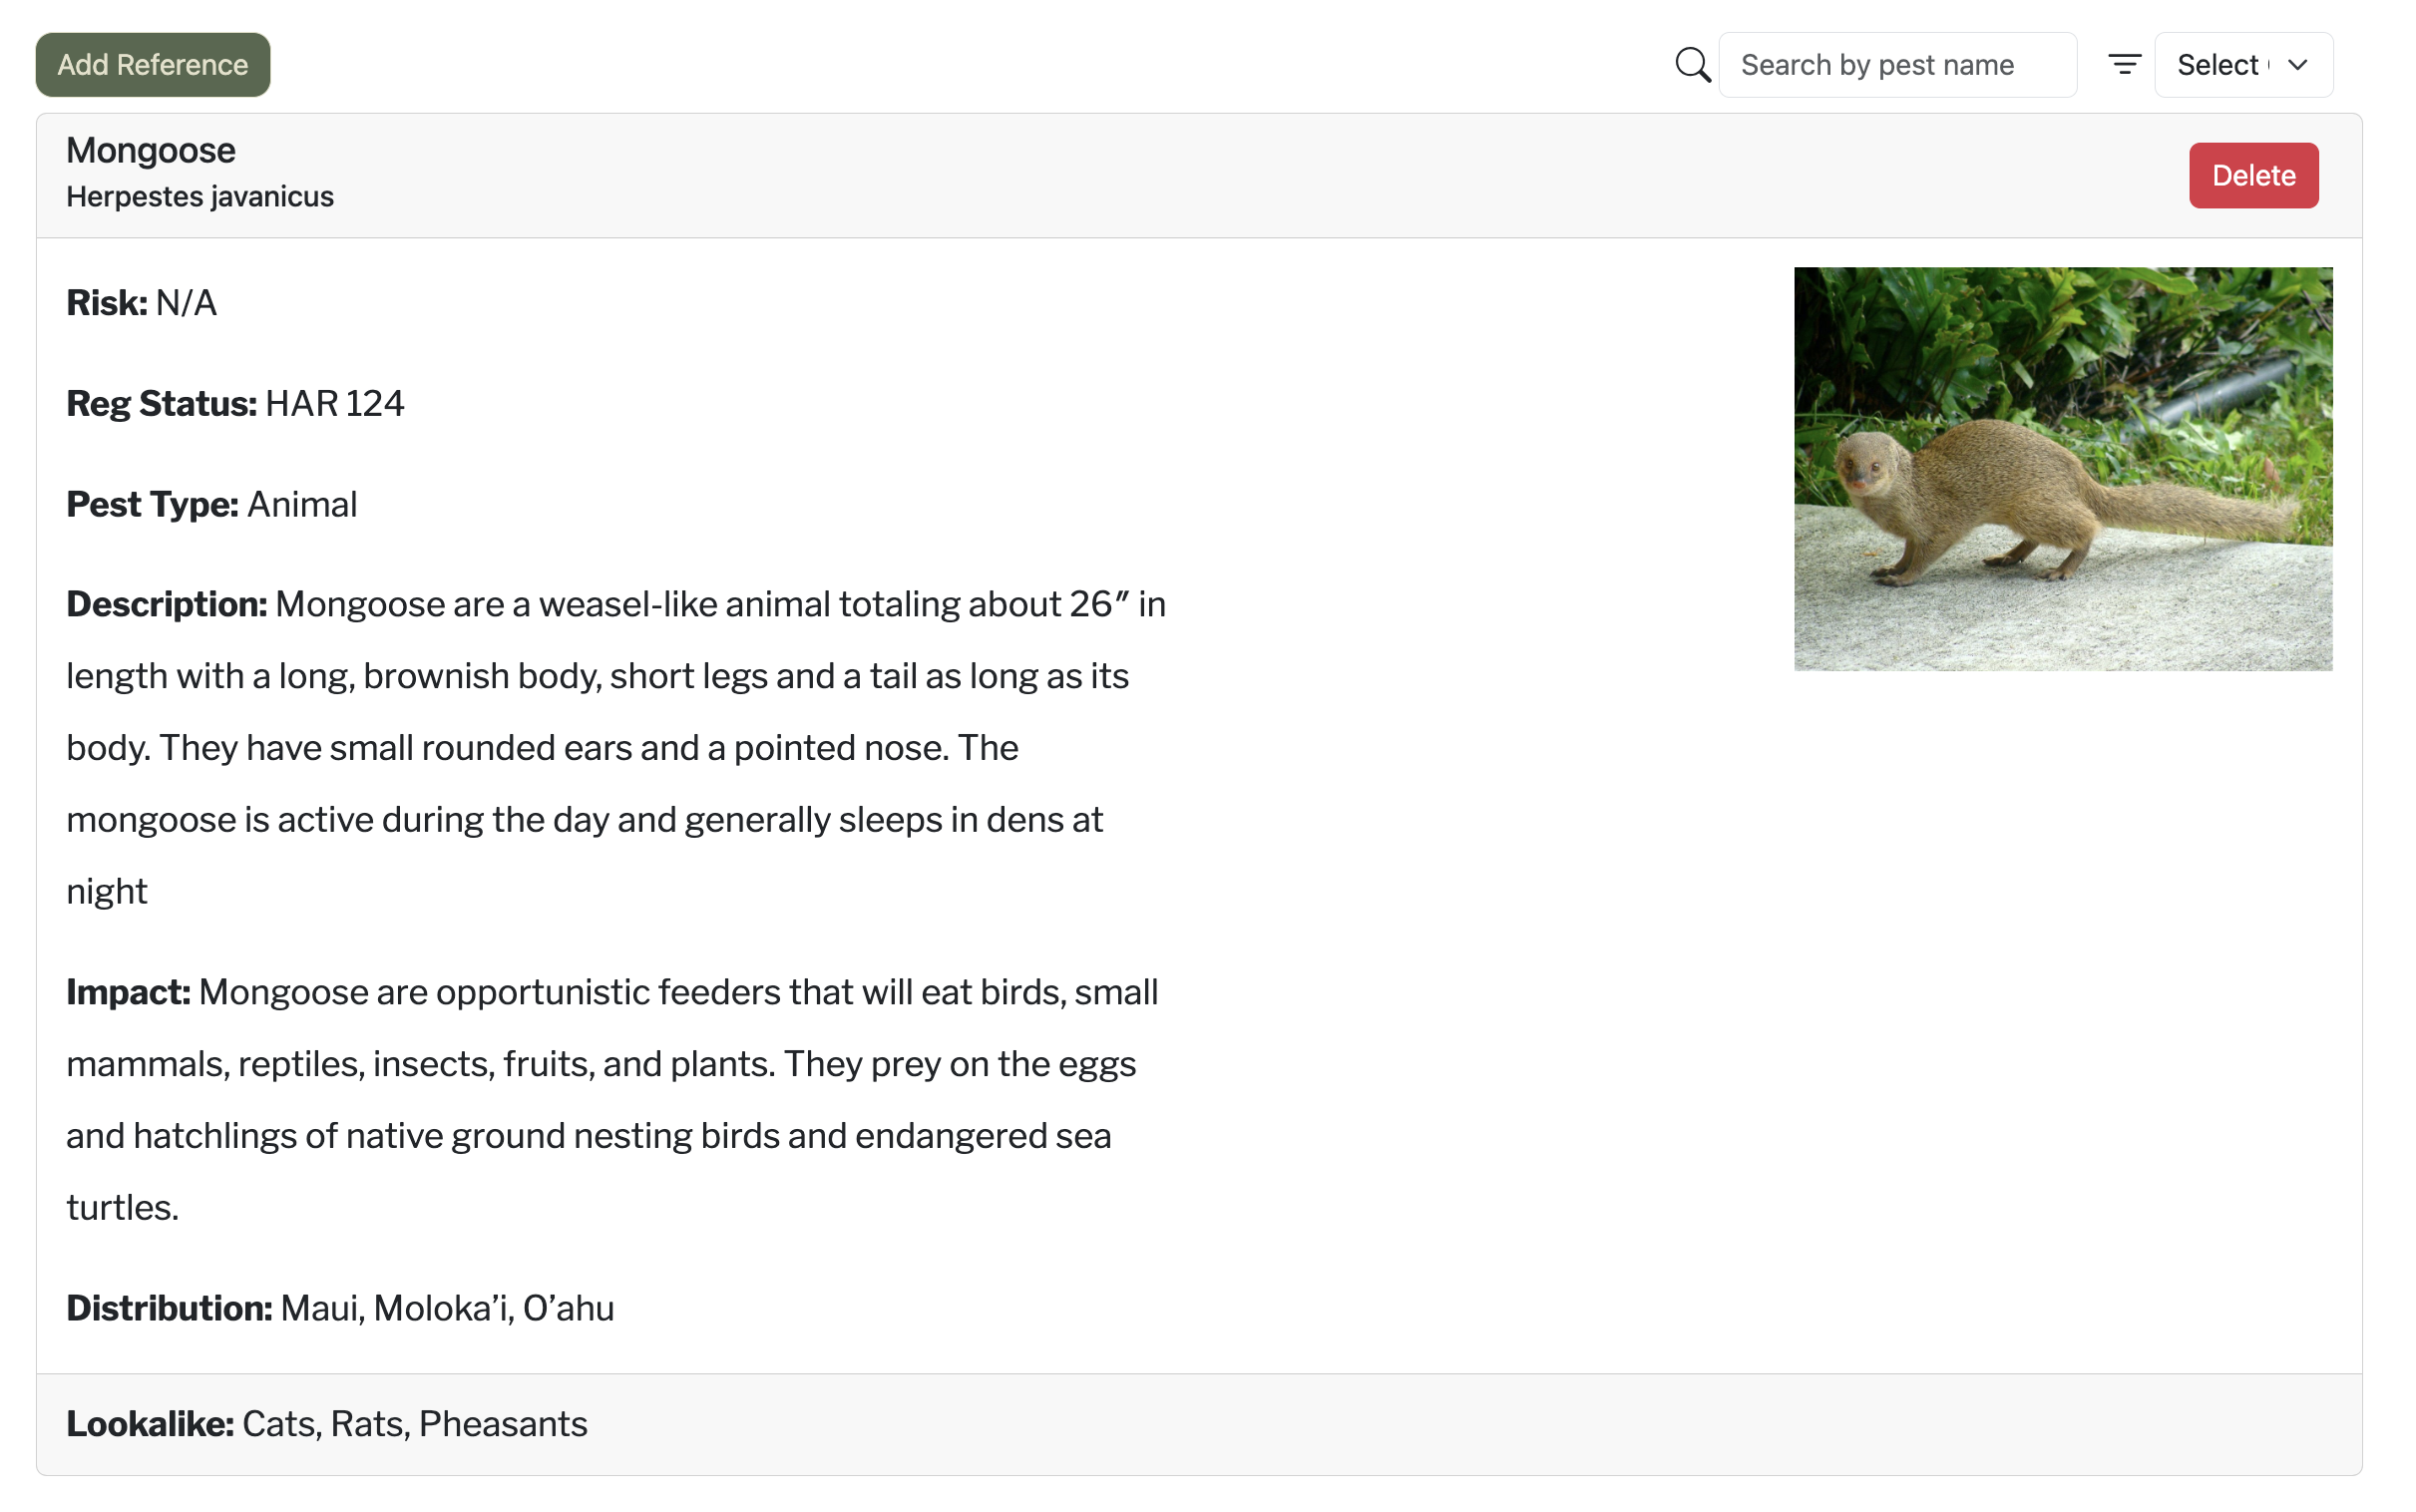 Add Reference
Search by pest name
Select
Mongoose
Herpestes javanicus
Delete
Risk: N/A
Reg Status: HAR 124
Pest Type: Animal
Description: Mongoose are a weasel-like animal totaling about 26″ in
length with a long, brownish body, short legs and a tail as long as its
body. They have small rounded ears and a pointed nose. The
mongoose is active during the day and generally sleeps in dens at
night
Impact: Mongoose are opportunistic feeders that will eat birds, small
mammals, reptiles, insects, fruits, and plants. They prey on the eggs
and hatchlings of native ground nesting birds and endangered sea
turtles.
Distribution: Maui, Moloka’i, O’ahu
Lookalike: Cats, Rats, Pheasants